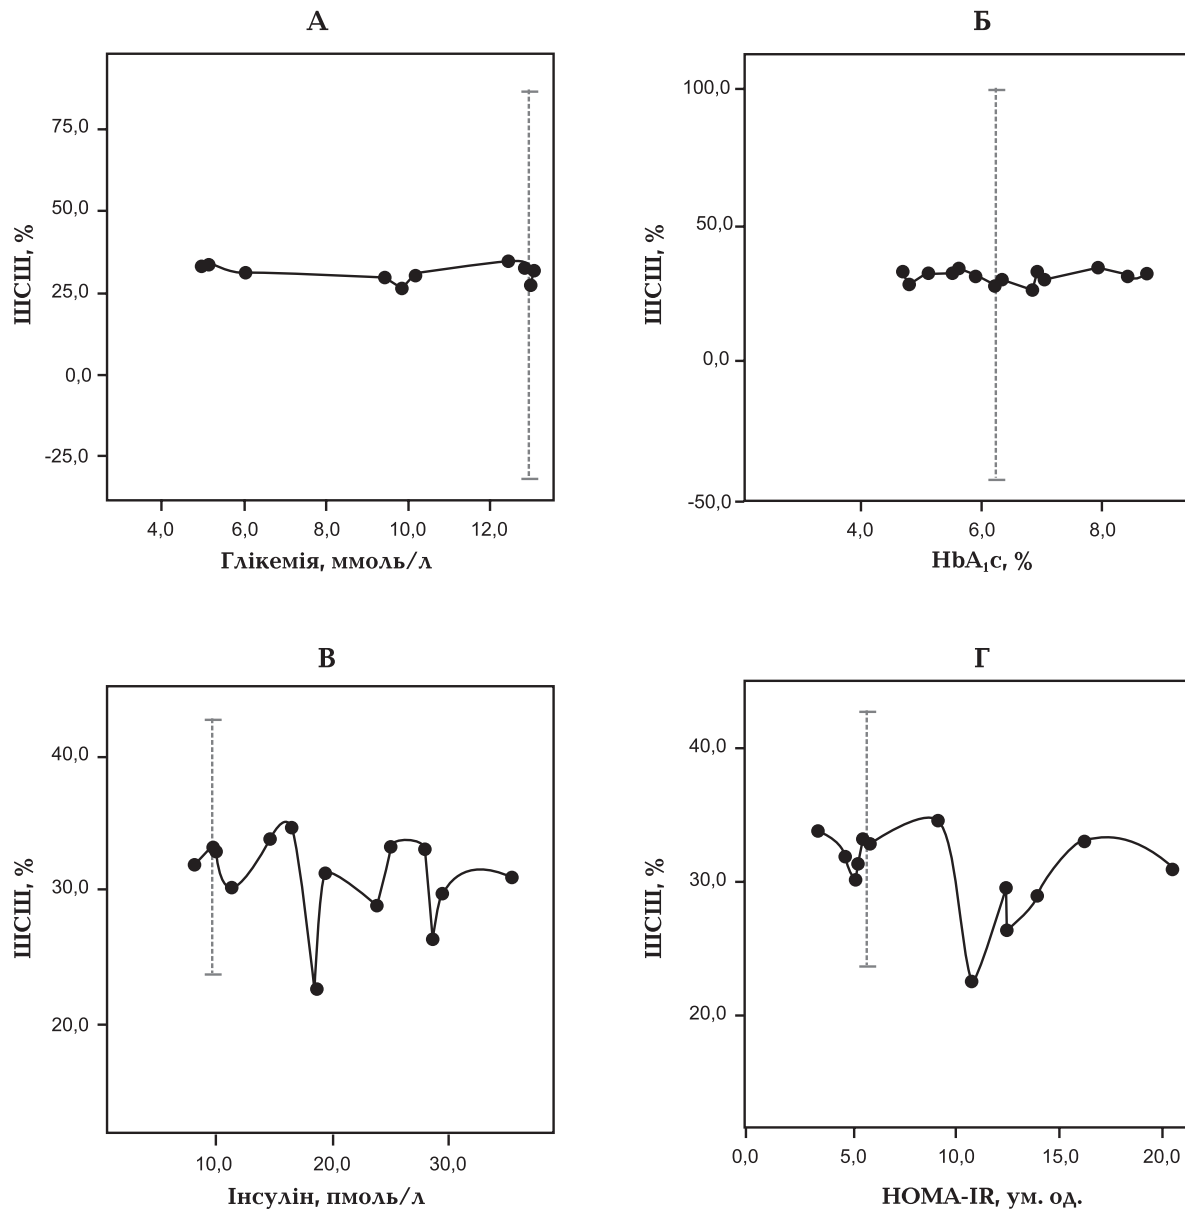 А
ШСШ, %
75,0
50,0
25,0
0,0
-25,0
4,0 6,0 8,0 10,0 12,0
Глікемія, ммоль/л
Б
ШСШ, %
100,0
50,0
0,0
-50,0
4,0 6,0 8,0
HbA₁c, %
В
ШСШ, %
40,0
30,0
20,0
10,0 20,0 30,0
Інсулін, пмоль/л
Г
ШСШ, %
40,0
30,0
20,0
0,0 5,0 10,0 15,0 20,0
HOMA-IR, ум. од.